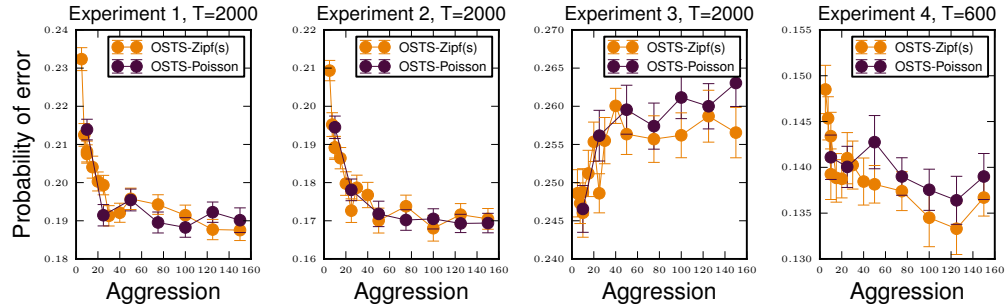 Experiment 1, T=2000
Experiment 2, T=2000
Experiment 3, T=2000
Experiment 4, T=600
Probability of error
0.24
0.23
0.22
0.21
0.20
0.19
0.18
OSTS-Zipf(s)
OSTS-Poisson
0 20 40 60 80 100 120 140 160
Aggression
0.22
0.21
0.20
0.19
0.18
0.17
0.16
OSTS-Zipf(s)
OSTS-Poisson
0 20 40 60 80 100 120 140 160
Aggression
0.270
0.265
0.260
0.255
0.250
0.245
0.240
OSTS-Zipf(s)
OSTS-Poisson
0 20 40 60 80 100 120 140 160
Aggression
0.155
0.150
0.145
0.140
0.135
0.130
OSTS-Zipf(s)
OSTS-Poisson
0 20 40 60 80 100 120 140 160
Aggression